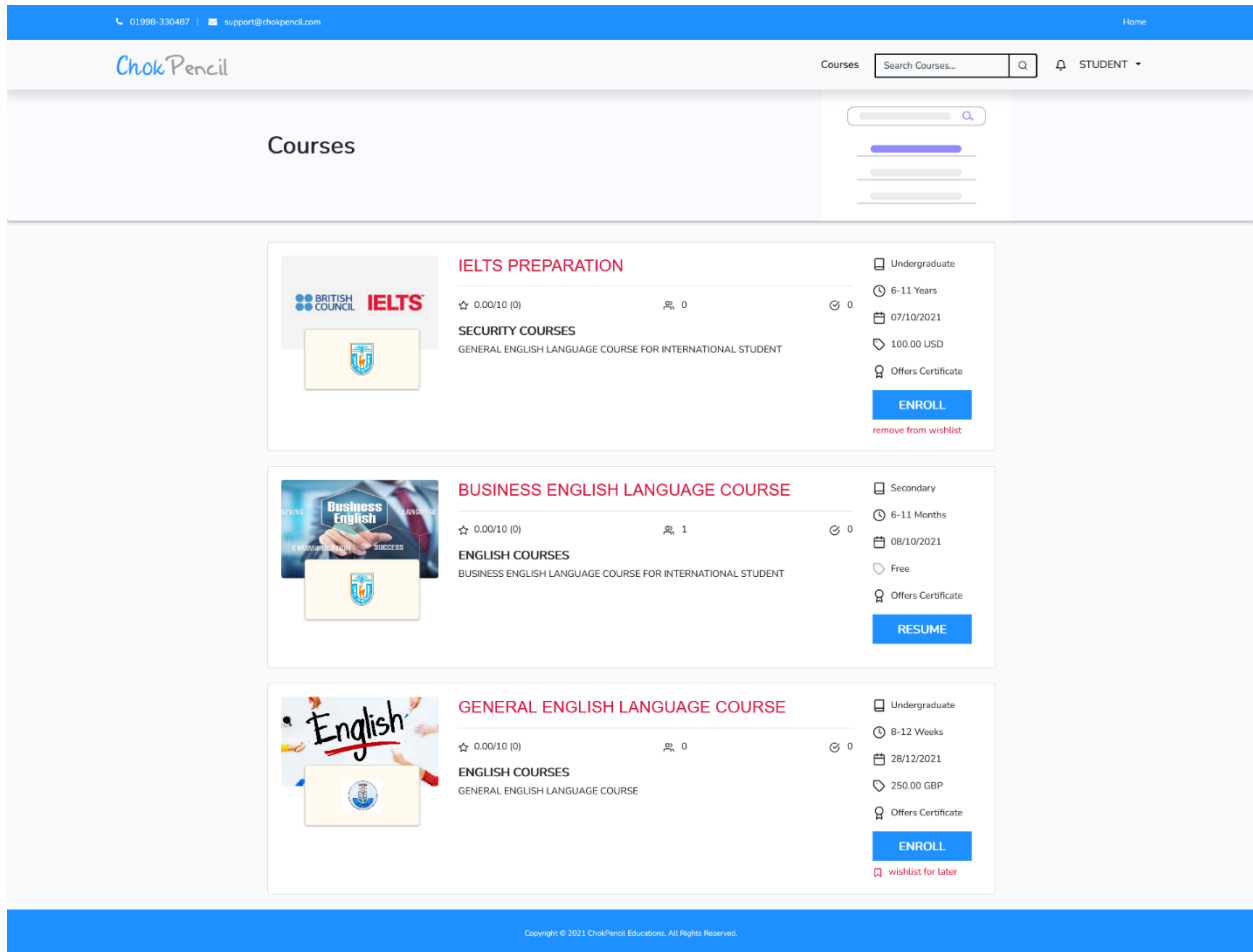 01998-330487 | support@chokpencil.com Home
ChokPencil Courses Search Courses... STUDENT
Courses
BRITISH COUNCIL IELTS™
IELTS PREPARATION
0.00/10 (0) 0 0
SECURITY COURSES
GENERAL ENGLISH LANGUAGE COURSE FOR INTERNATIONAL STUDENT
Undergraduate
6-11 Years
07/10/2021
100.00 USD
Offers Certificate
ENROLL
remove from wishlist
Business
English
LANGUAGE
SUCCESS
BUSINESS ENGLISH LANGUAGE COURSE
0.00/10 (0) 1 0
ENGLISH COURSES
BUSINESS ENGLISH LANGUAGE COURSE FOR INTERNATIONAL STUDENT
Secondary
6-11 Months
08/10/2021
Free
Offers Certificate
RESUME
English
GENERAL ENGLISH LANGUAGE COURSE
0.00/10 (0) 0 0
ENGLISH COURSES
GENERAL ENGLISH LANGUAGE COURSE
Undergraduate
8-12 Weeks
28/12/2021
250.00 GBP
Offers Certificate
ENROLL
wishlist for later
Copyright © 2021 ChokPencil Educations. All Rights Reserved.